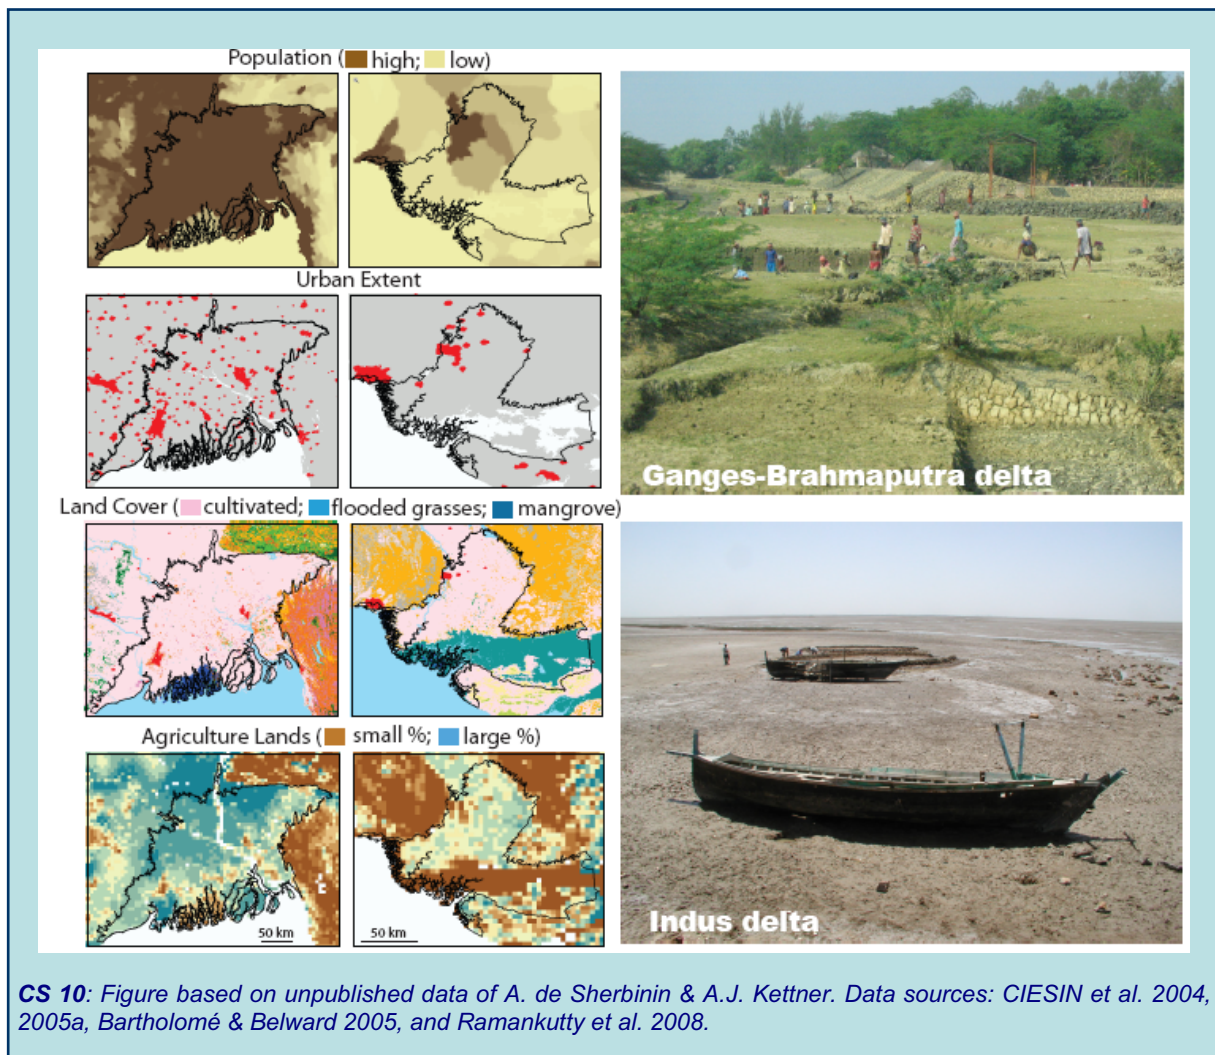 Population (high; low)
Urban Extent
Land Cover (cultivated; flooded grasses; mangrove)
Agriculture Lands (small %; large %)
50 km
50 km
Ganges-Brahmaputra delta
Indus delta
CS 10: Figure based on unpublished data of A. de Sherbinin & A.J. Kettner. Data sources: CIESIN et al. 2004,
2005a, Bartholomé & Belward 2005, and Ramankutty et al. 2008.